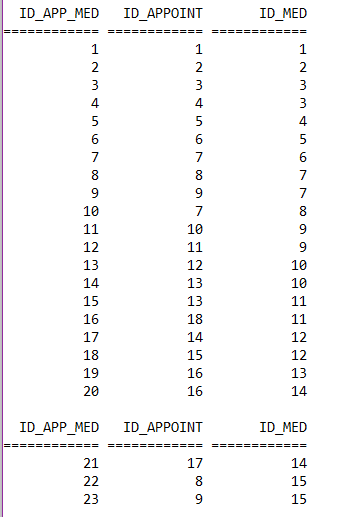 ID_APP_MED ID_APPOINT ID_MED
============ ============ ============
1 1 1
2 2 2
3 3 3
4 4 3
5 5 4
6 6 5
7 7 6
8 8 7
9 9 7
10 7 8
11 10 9
12 11 9
13 12 10
14 13 10
15 13 11
16 18 11
17 14 12
18 15 12
19 16 13
20 16 14
ID_APP_MED ID_APPOINT ID_MED
============ ============ ============
21 17 14
22 8 15
23 9 15